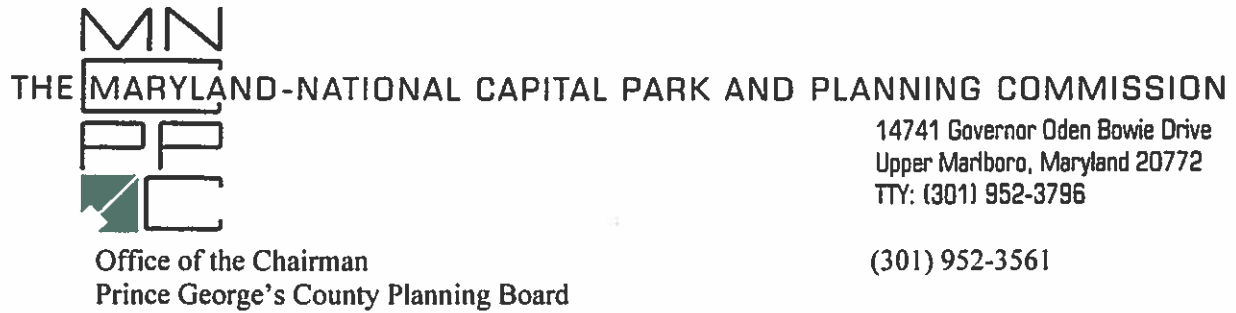 MN
THE MARYLAND-NATIONAL CAPITAL PARK AND PLANNING COMMISSION
PP
C
14741 Governor Oden Bowie Drive
Upper Marlboro, Maryland 20772
TTY: (301) 952-3796
Office of the Chairman
Prince George's County Planning Board
(301) 952-3561